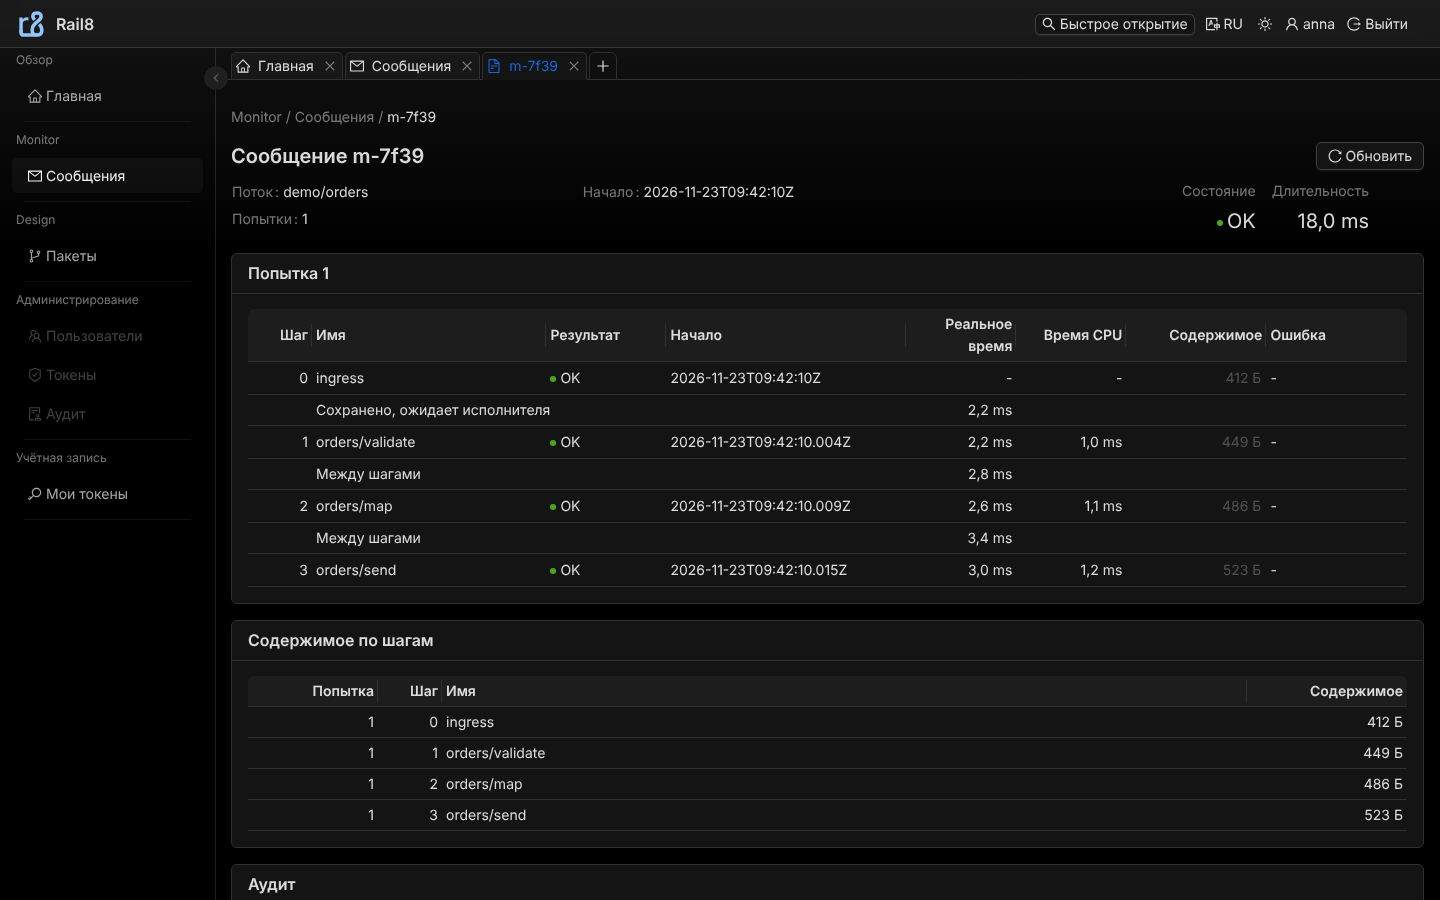 r8 Rail8 Быстрое открытие RU anna Выйти
Обзор
Главная
Monitor
Сообщения
Design
Пакеты
Администрирование
Пользователи
Токены
Аудит
Учётная запись
Мои токены
Главная Сообщения m-7f39
Monitor / Сообщения / m-7f39
Сообщение m-7f39 Обновить
Поток: demo/orders Начало: 2026-11-23T09:42:10Z Состояние Длительность
Попытки: 1 OK 18,0 ms
Попытка 1
Шаг Имя Результат Начало Реальное время Время CPU Содержимое Ошибка
0 ingress OK 2026-11-23T09:42:10Z - - 412 Б -
Сохранено, ожидает исполнителя 2,2 ms
1 orders/validate OK 2026-11-23T09:42:10.004Z 2,2 ms 1,0 ms 449 Б -
Между шагами 2,8 ms
2 orders/map OK 2026-11-23T09:42:10.009Z 2,6 ms 1,1 ms 486 Б -
Между шагами 3,4 ms
3 orders/send OK 2026-11-23T09:42:10.015Z 3,0 ms 1,2 ms 523 Б -
Содержимое по шагам
Попытка Шаг Имя Содержимое
1 0 ingress 412 Б
1 1 orders/validate 449 Б
1 2 orders/map 486 Б
1 3 orders/send 523 Б
Аудит